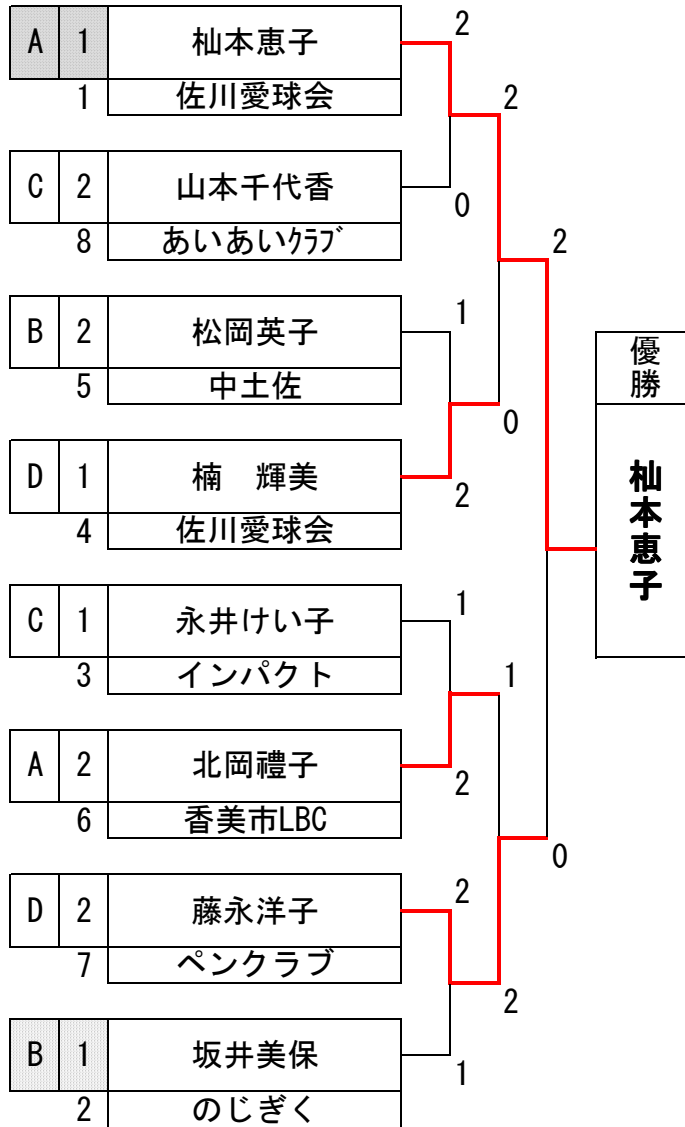 A 1 杣本恵子 2
1 佐川愛球会 2
C 2 山本千代香 0
8 あいあいｸﾗﾌﾞ 2
B 2 松岡英子 1
5 中土佐 0
D 1 楠　輝美 2
4 佐川愛球会
優勝
杣本恵子
C 1 永井けい子 1
3 インパクト 1
A 2 北岡禮子 2
6 香美市LBC 0
D 2 藤永洋子 2
7 ペンクラブ 2
B 1 坂井美保 1
2 のじぎく